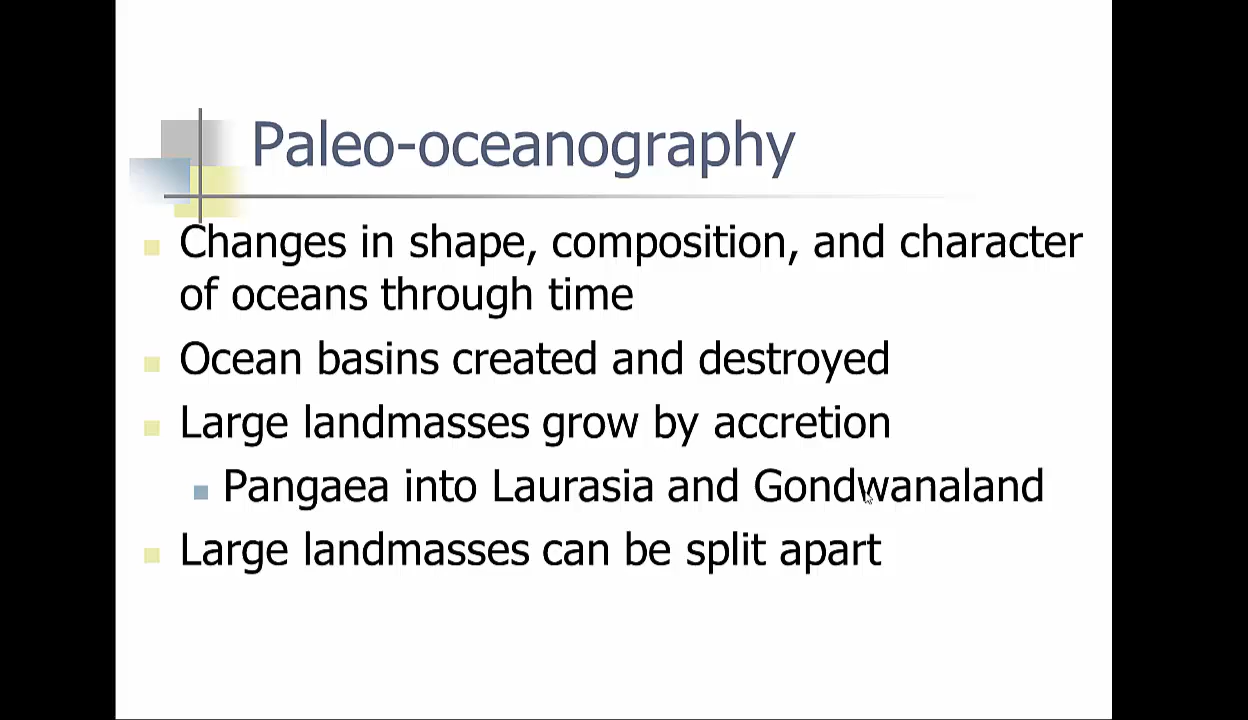 Paleo-oceanography
Changes in shape, composition, and character
of oceans through time
Ocean basins created and destroyed
Large landmasses grow by accretion
Pangaea into Laurasia and Gondwanaland
Large landmasses can be split apart